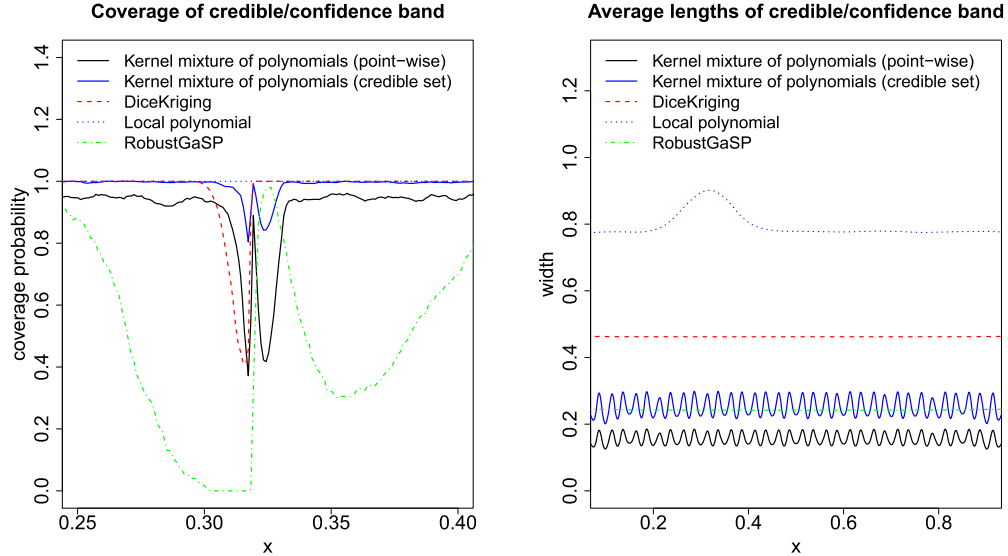 Coverage of credible/confidence band
Kernel mixture of polynomials (point−wise)
Kernel mixture of polynomials (credible set)
DiceKriging
Local polynomial
RobustGaSP
coverage probability
1.4
1.2
1.0
0.8
0.6
0.4
0.2
0.0
0.25
0.30
0.35
0.40
x
Average lengths of credible/confidence band
Kernel mixture of polynomials (point−wise)
Kernel mixture of polynomials (credible set)
DiceKriging
Local polynomial
RobustGaSP
width
1.2
1.0
0.8
0.6
0.4
0.2
0.0
0.2
0.4
0.6
0.8
x